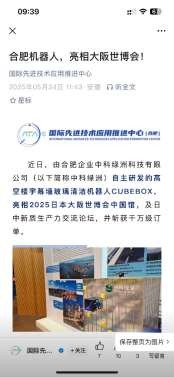 09:39
合肥机器人，亮相大阪世博会！
国际先进技术应用推进中心
2025年05月24日 11:43 安徽 听全文
☆星标
国际先进技术应用推进中心（合肥）
近日，由合肥企业中科绿洲科技有限
公司（以下简称中科绿洲）自主研发的高
空楼宇幕墙玻璃清洁机器人CUBEBOX，
亮相2025日本大阪世博会中国馆，及日
中新质生产力交流论坛，并斩获千万级订
单。
保存整页为图片 >
国际先... +关注
7 10 3 写留言